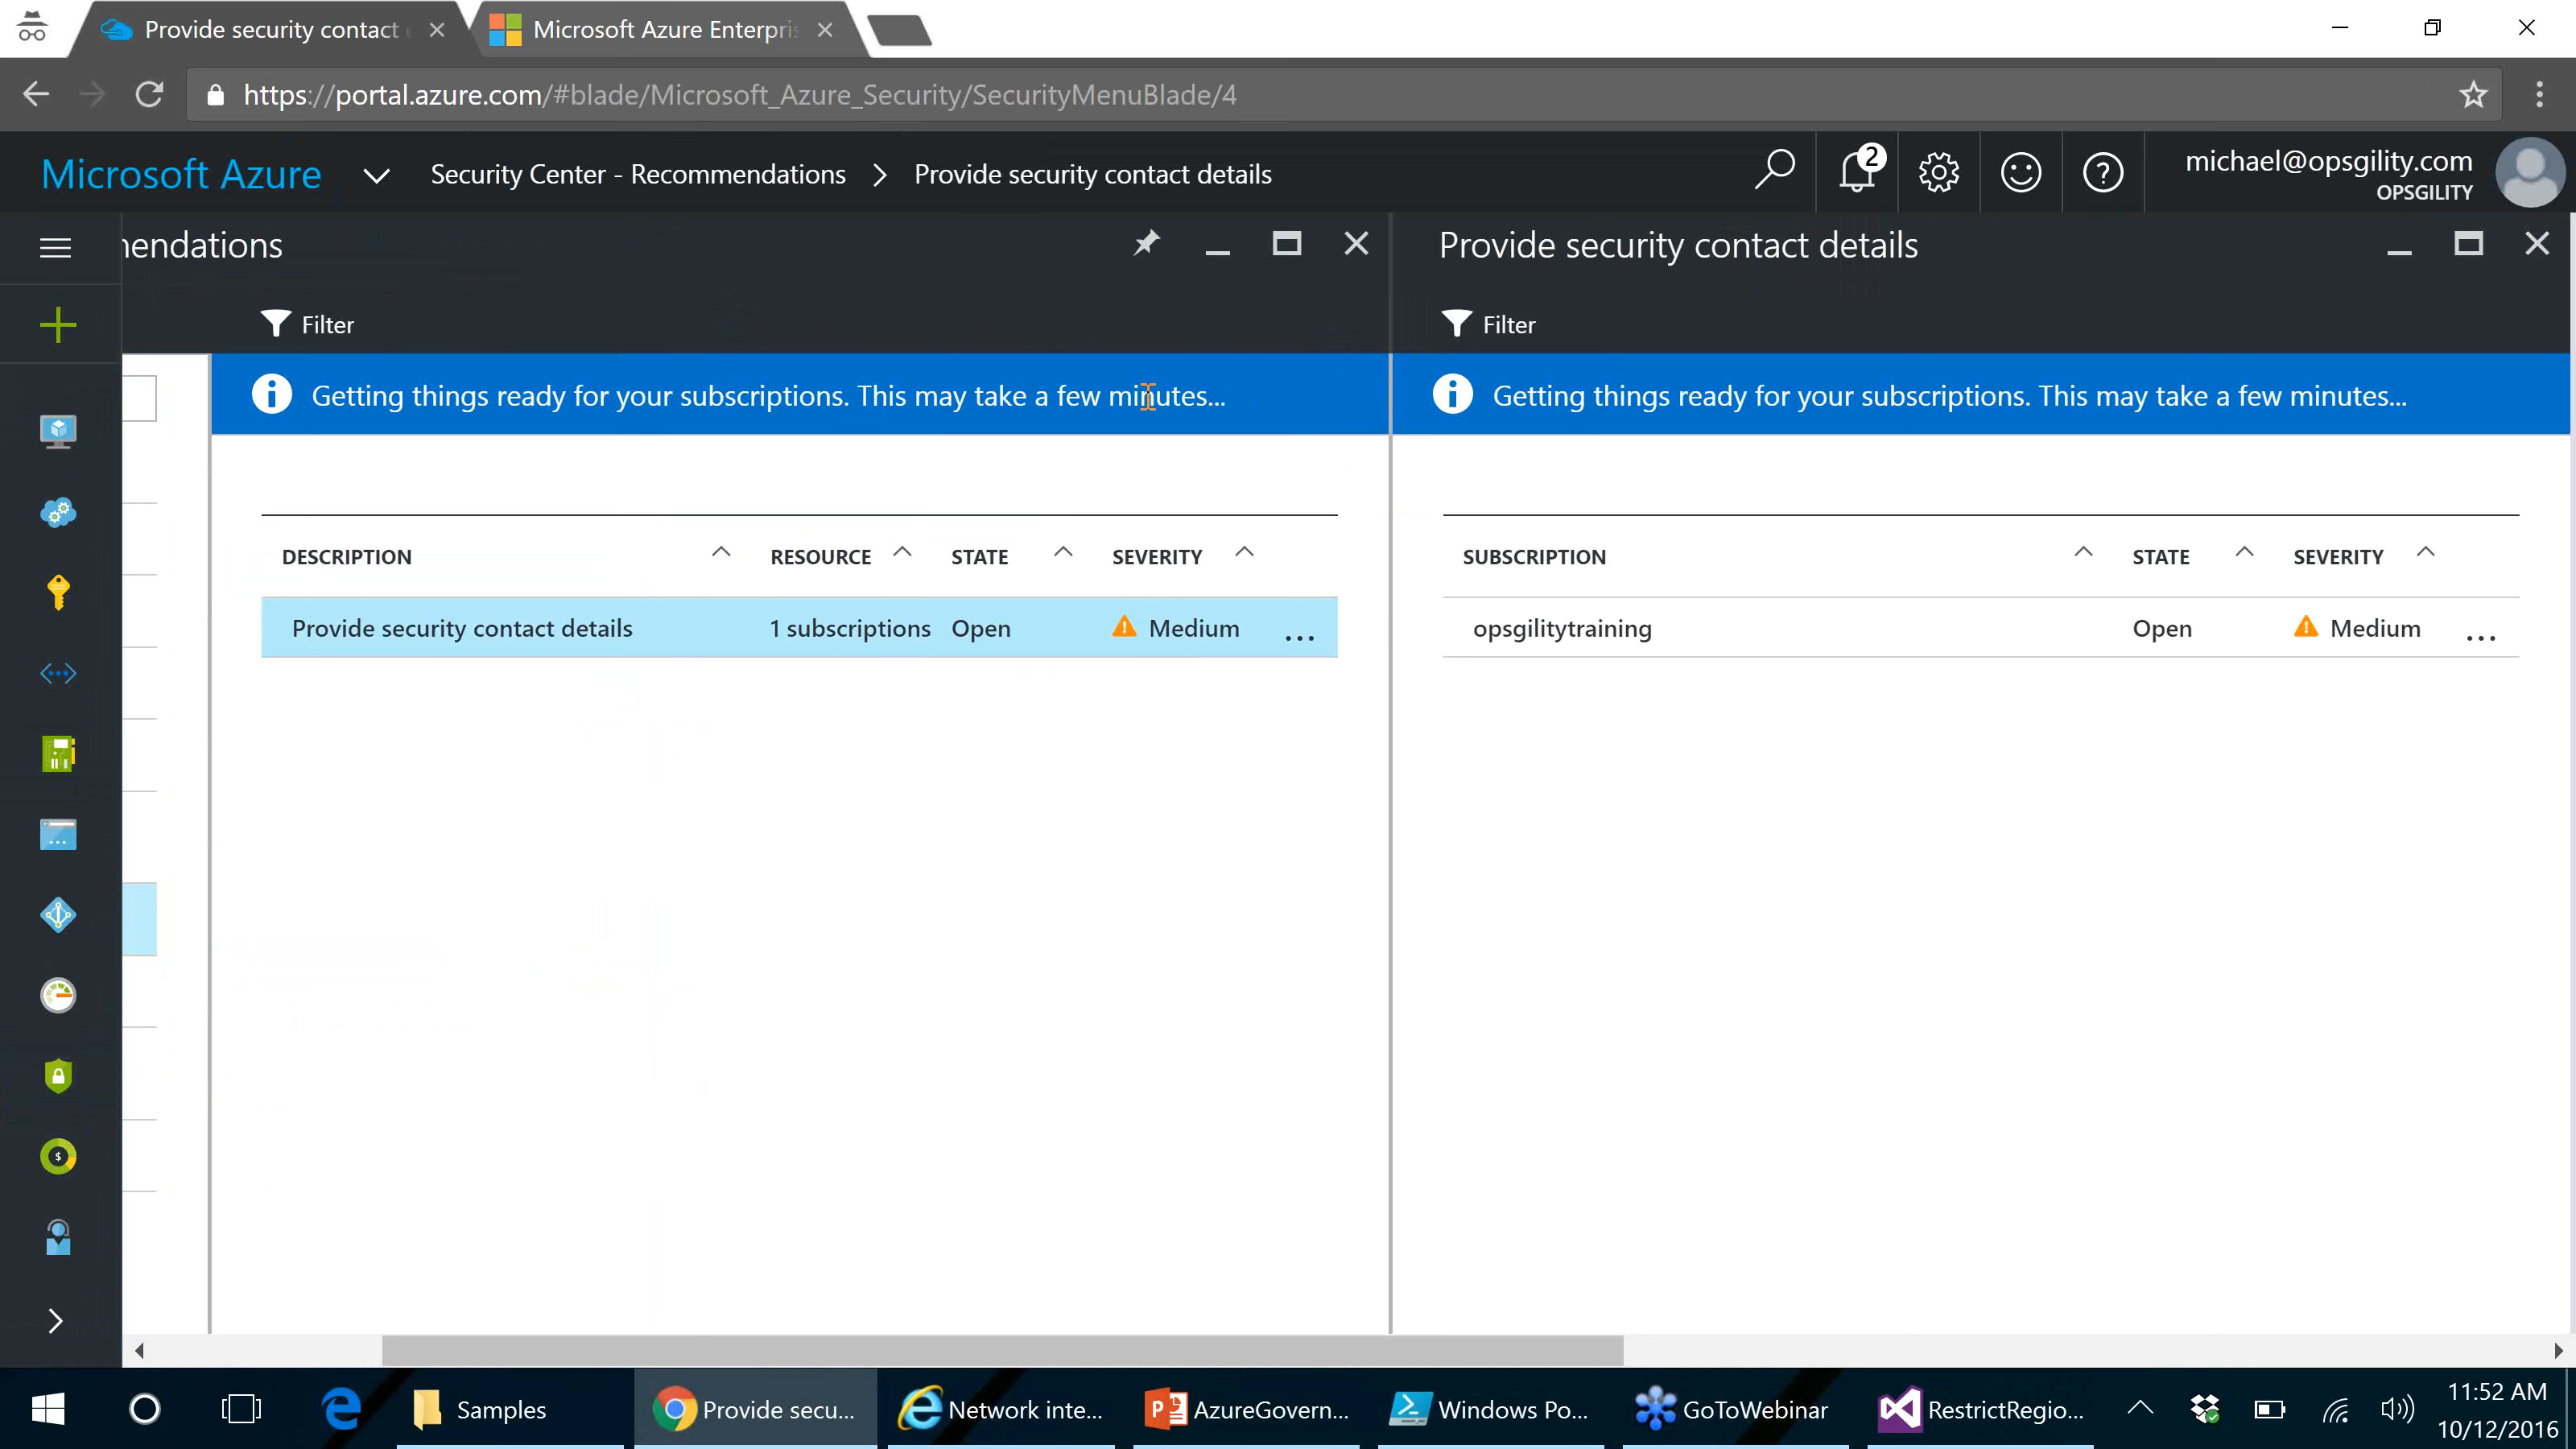 Provide security contact
Microsoft Azure Enterpris
https://portal.azure.com/#blade/Microsoft_Azure_Security/SecurityMenuBlade/4
Microsoft Azure
Security Center - Recommendations > Provide security contact details
2
michael@opsgility.com
OPSGILITY
nendations
Provide security contact details
Filter
Filter
Getting things ready for your subscriptions. This may take a few minutes...
Getting things ready for your subscriptions. This may take a few minutes...
DESCRIPTION RESOURCE STATE SEVERITY
SUBSCRIPTION STATE SEVERITY
Provide security contact details 1 subscriptions Open Medium ...
opsgilitytraining Open Medium ...
Samples
Provide secu...
Network inte...
AzureGovern...
Windows Po...
GoToWebinar
RestrictRegio...
11:52 AM
10/12/2016